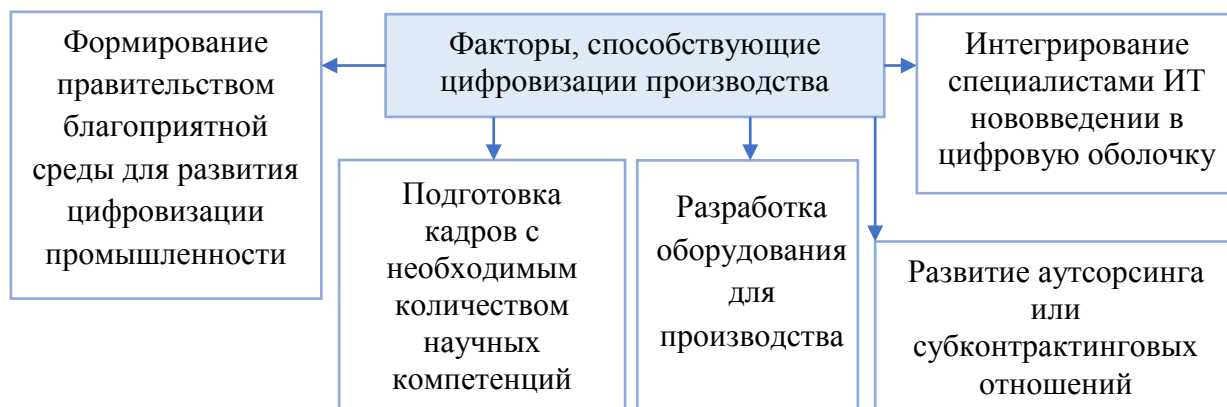 Формирование
правительством
благоприятной
среды для развития
цифровизации
промышленности
Факторы, способствующие
цифровизации производства
Интегрирование
специалистами ИТ
нововведении в
цифровую оболочку
Подготовка
кадров с
необходимым
количеством
научных
компетенций
Разработка
оборудования
для
производства
Развитие аутсорсинга
или
субконтрактинговых
отношений